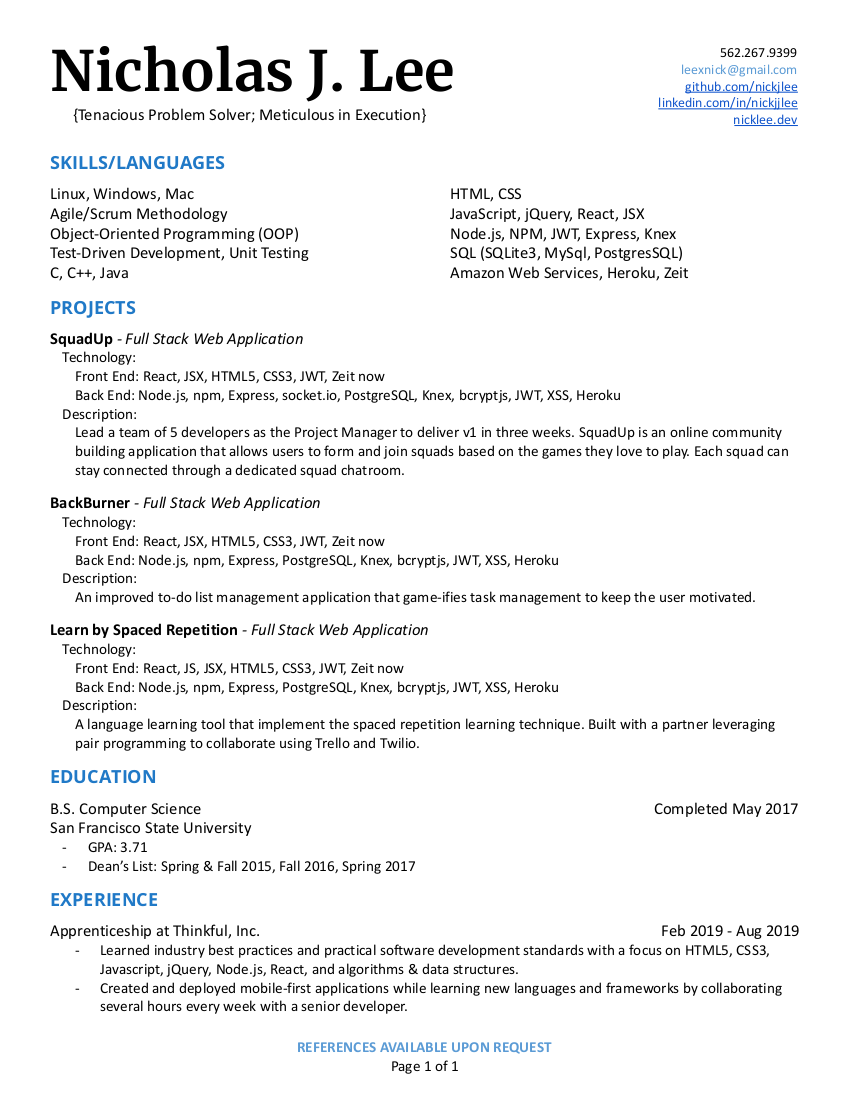 Nicholas J. Lee
{Tenacious Problem Solver; Meticulous in Execution}
562.267.9399
leexnick@gmail.com
github.com/nickjlee
linkedin.com/in/nickjjlee
nicklee.dev
SKILLS/LANGUAGES
Linux, Windows, Mac
Agile/Scrum Methodology
Object-Oriented Programming (OOP)
Test-Driven Development, Unit Testing
C, C++, Java
HTML, CSS
JavaScript, jQuery, React, JSX
Node.js, NPM, JWT, Express, Knex
SQL (SQLite3, MySql, PostgresSQL)
Amazon Web Services, Heroku, Zeit
PROJECTS
SquadUp - Full Stack Web Application
Technology:
Front End: React, JSX, HTML5, CSS3, JWT, Zeit now
Back End: Node.js, npm, Express, socket.io, PostgreSQL, Knex, bcryptjs, JWT, XSS, Heroku
Description:
Lead a team of 5 developers as the Project Manager to deliver v1 in three weeks. SquadUp is an online community
building application that allows users to form and join squads based on the games they love to play. Each squad can
stay connected through a dedicated squad chatroom.
BackBurner - Full Stack Web Application
Technology:
Front End: React, JSX, HTML5, CSS3, JWT, Zeit now
Back End: Node.js, npm, Express, PostgreSQL, Knex, bcryptjs, JWT, XSS, Heroku
Description:
An improved to-do list management application that game-ifies task management to keep the user motivated.
Learn by Spaced Repetition - Full Stack Web Application
Technology:
Front End: React, JS, JSX, HTML5, CSS3, JWT, Zeit now
Back End: Node.js, npm, Express, PostgreSQL, Knex, bcryptjs, JWT, XSS, Heroku
Description:
A language learning tool that implement the spaced repetition learning technique. Built with a partner leveraging
pair programming to collaborate using Trello and Twilio.
EDUCATION
B.S. Computer Science Completed May 2017
San Francisco State University
- GPA: 3.71
- Dean's List: Spring & Fall 2015, Fall 2016, Spring 2017
EXPERIENCE
Apprenticeship at Thinkful, Inc. Feb 2019 - Aug 2019
- Learned industry best practices and practical software development standards with a focus on HTML5, CSS3,
Javascript, jQuery, Node.js, React, and algorithms & data structures.
- Created and deployed mobile-first applications while learning new languages and frameworks by collaborating
several hours every week with a senior developer.
REFERENCES AVAILABLE UPON REQUEST
Page 1 of 1